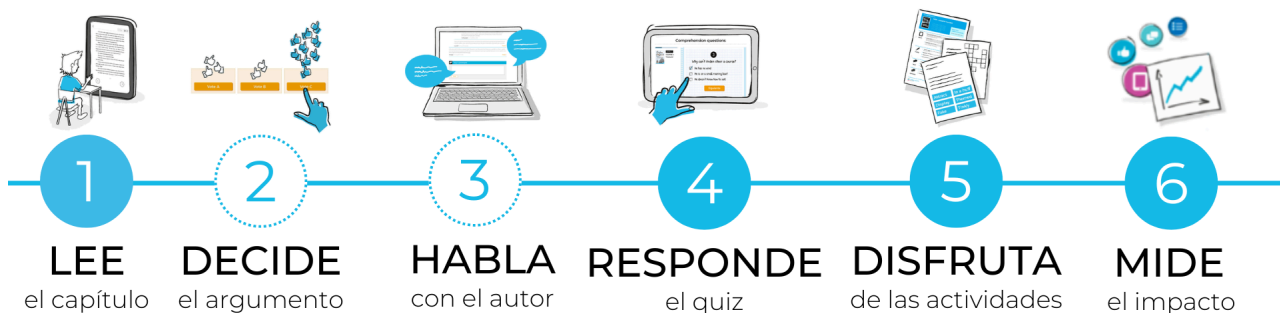 Comprehension questions
1
2
3
4
5
6
LEE
el capítulo
DECIDE
el argumento
HABLA
con el autor
RESPONDE
el quiz
DISFRUTA
de las actividades
MIDE
el impacto